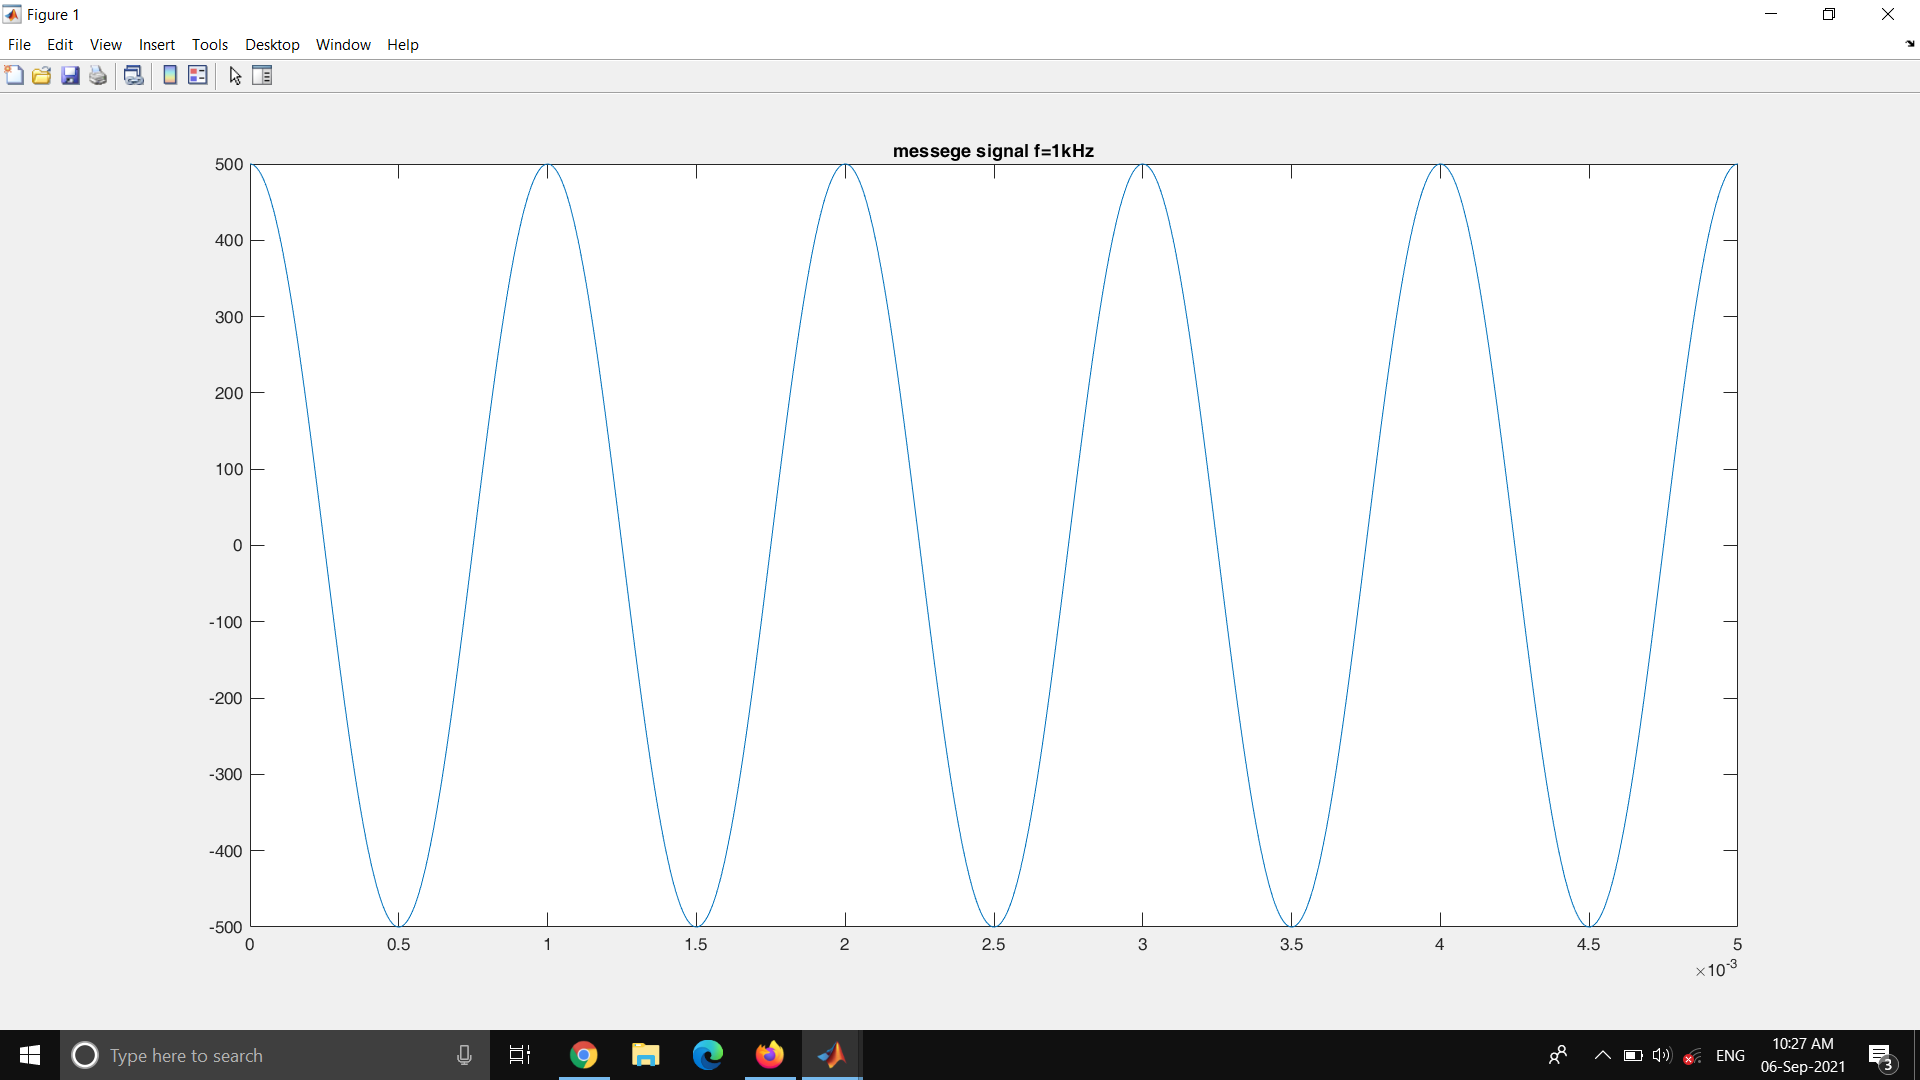 Figure 1
File Edit View Insert Tools Desktop Window Help
messege signal f=1kHz
500
400
300
200
100
0
-100
-200
-300
-400
-500
0 0.5 1 1.5 2 2.5 3 3.5 4 4.5 5
×10-3
Type here to search
ENG
10:27 AM
06-Sep-2021
3